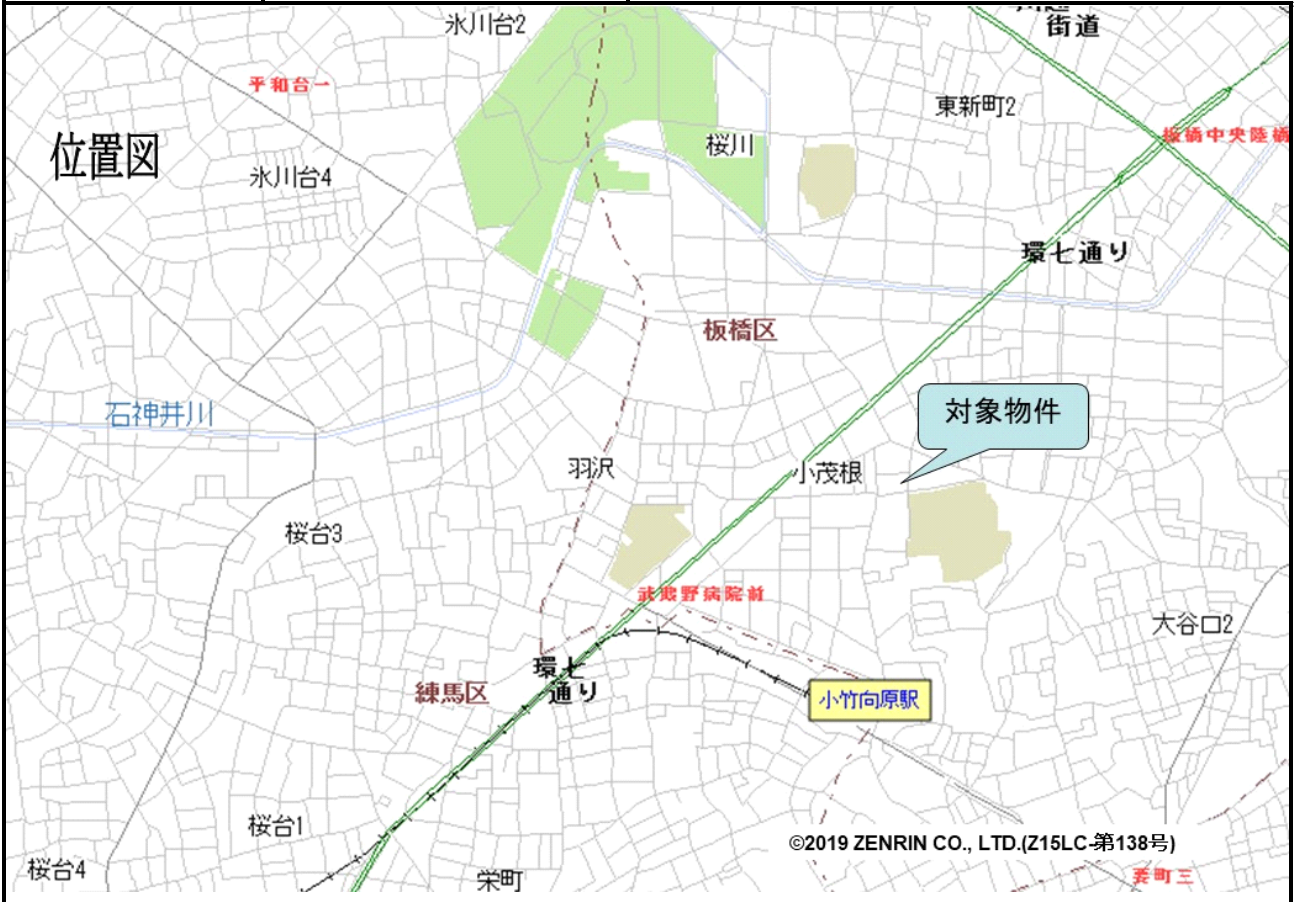 氷川台2
街道
平和台一
東新町2
板橋中央陸橋
桜川
位置図
氷川台4
環七通り
板橋区
対象物件
石神井川
羽沢
小茂根
桜台3
武蔵野病院前
大谷口2
環七
通り
練馬区
小竹向原駅
桜台1
©2019 ZENRIN CO., LTD.(Z15LC-第138号)
桜台4
栄町
要町三